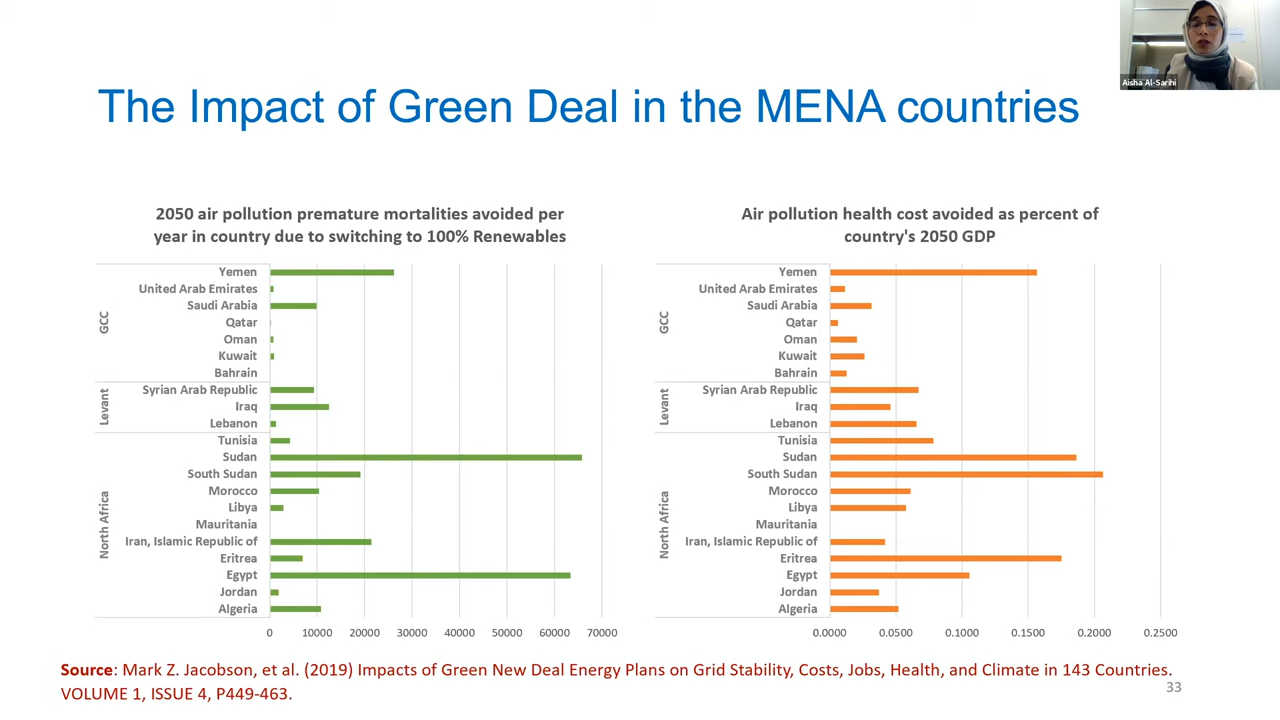 Aisha Al-Sarihi
The Impact of Green Deal in the MENA countries
2050 air pollution premature mortalities avoided per
year in country due to switching to 100% Renewables
GCC
Yemen
United Arab Emirates
Saudi Arabia
Qatar
Oman
Kuwait
Bahrain
Levant
Syrian Arab Republic
Iraq
Lebanon
North Africa
Tunisia
Sudan
South Sudan
Morocco
Libya
Mauritania
Iran, Islamic Republic of
Eritrea
Egypt
Jordan
Algeria
0 10000 20000 30000 40000 50000 60000 70000
Air pollution health cost avoided as percent of
country's 2050 GDP
GCC
Yemen
United Arab Emirates
Saudi Arabia
Qatar
Oman
Kuwait
Bahrain
Levant
Syrian Arab Republic
Iraq
Lebanon
North Africa
Tunisia
Sudan
South Sudan
Morocco
Libya
Mauritania
Iran, Islamic Republic of
Eritrea
Egypt
Jordan
Algeria
0.0000 0.0500 0.1000 0.1500 0.2000 0.2500
Source: Mark Z. Jacobson, et al. (2019) Impacts of Green New Deal Energy Plans on Grid Stability, Costs, Jobs, Health, and Climate in 143 Countries.
VOLUME 1, ISSUE 4, P449-463.
33